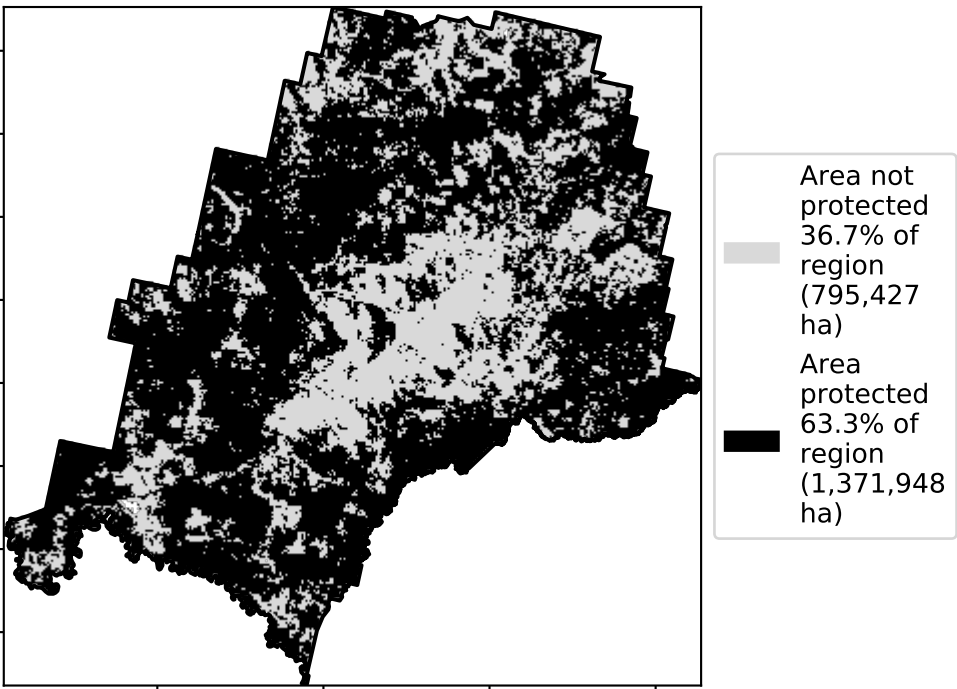 Area not
protected
36.7% of
region
(795,427
ha)
Area
protected
63.3% of
region
(1,371,948
ha)